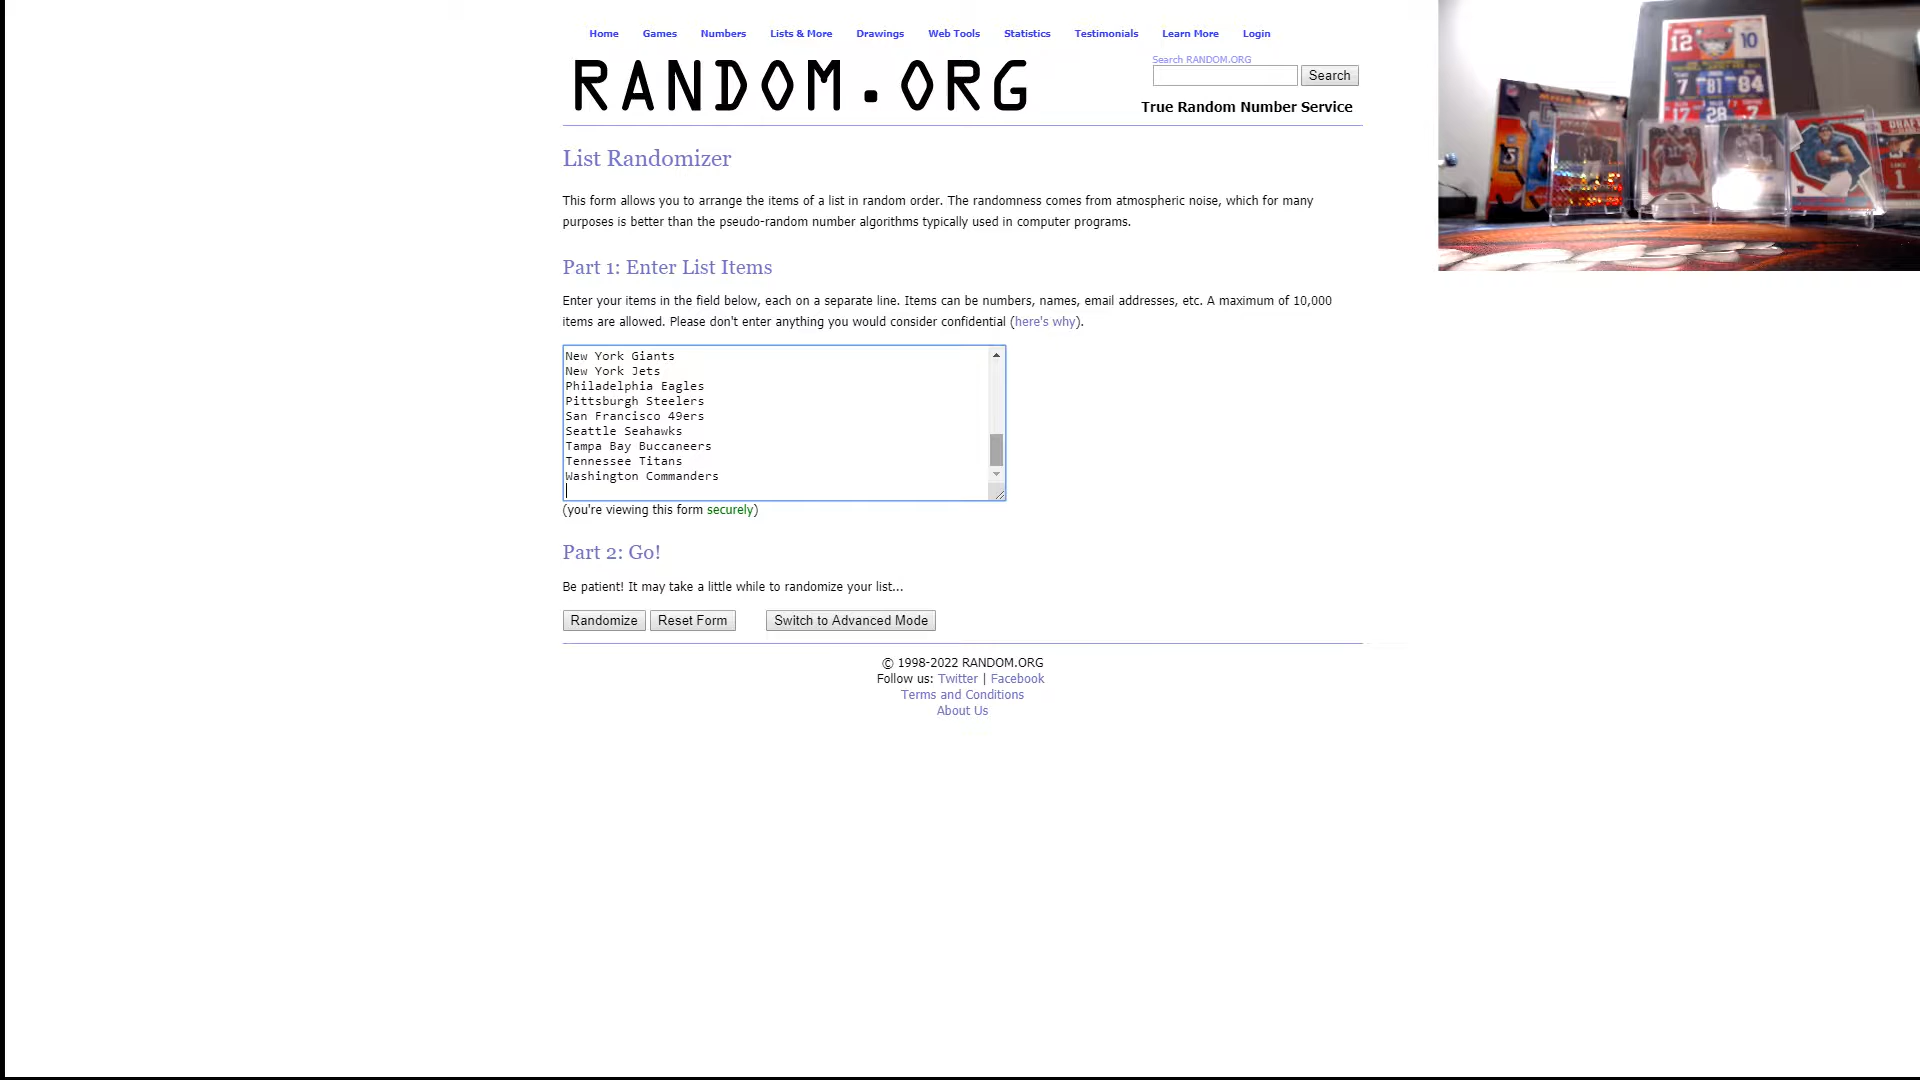 Home Games Numbers Lists & More Drawings Web Tools Statistics Testimonials Learn More Login
RANDOM.ORG
Search RANDOM.ORG
Search
True Random Number Service
List Randomizer
This form allows you to arrange the items of a list in random order. The randomness comes from atmospheric noise, which for many
purposes is better than the pseudo-random number algorithms typically used in computer programs.
Part 1: Enter List Items
Enter your items in the field below, each on a separate line. Items can be numbers, names, email addresses, etc. A maximum of 10,000
items are allowed. Please don't enter anything you would consider confidential (here's why).
New York Giants
New York Jets
Philadelphia Eagles
Pittsburgh Steelers
San Francisco 49ers
Seattle Seahawks
Tampa Bay Buccaneers
Tennessee Titans
Washington Commanders
(you're viewing this form securely)
Part 2: Go!
Be patient! It may take a little while to randomize your list...
Randomize Reset Form Switch to Advanced Mode
© 1998-2022 RANDOM.ORG
Follow us: Twitter | Facebook
Terms and Conditions
About Us
12 10
7 81 84
17 28 7
DRAFT
1